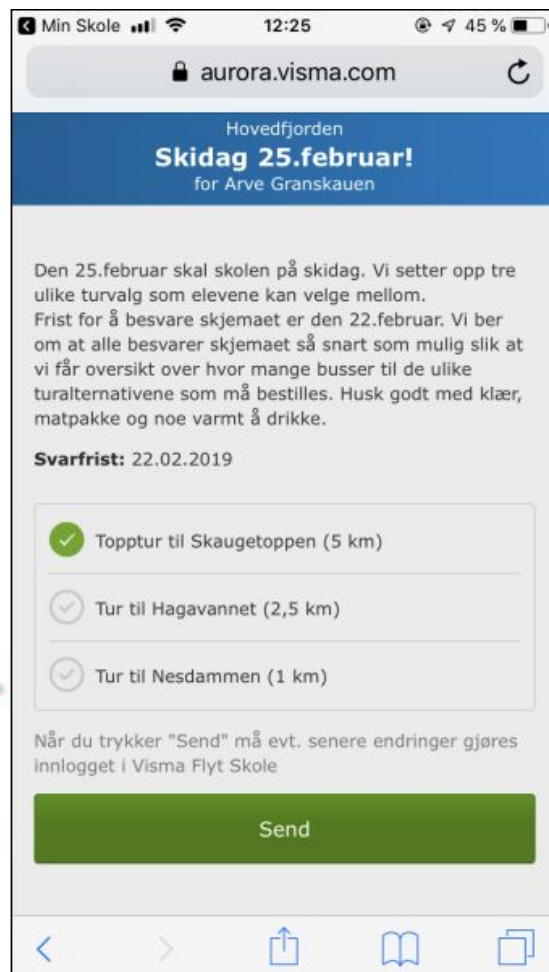 Min Skole 12:25 45 %
aurora.visma.com
Hovedfjorden
Skidag 25.februar!
for Arve Granskauen
Den 25.februar skal skolen på skidag. Vi setter opp tre
ulike turvalg som elevene kan velge mellom.
Frist for å besvare skjemaet er den 22.februar. Vi ber
om at alle besvarer skjemaet så snart som mulig slik at
vi får oversikt over hvor mange busser til de ulike
turalternativene som må bestilles. Husk godt med klær,
matpakke og noe varmt å drikke.
Svarfrist: 22.02.2019
Topptur til Skaugetoppen (5 km)
Tur til Hagavannet (2,5 km)
Tur til Nesdammen (1 km)
Når du trykker "Send" må evt. senere endringer gjøres
innlogget i Visma Flyt Skole
Send